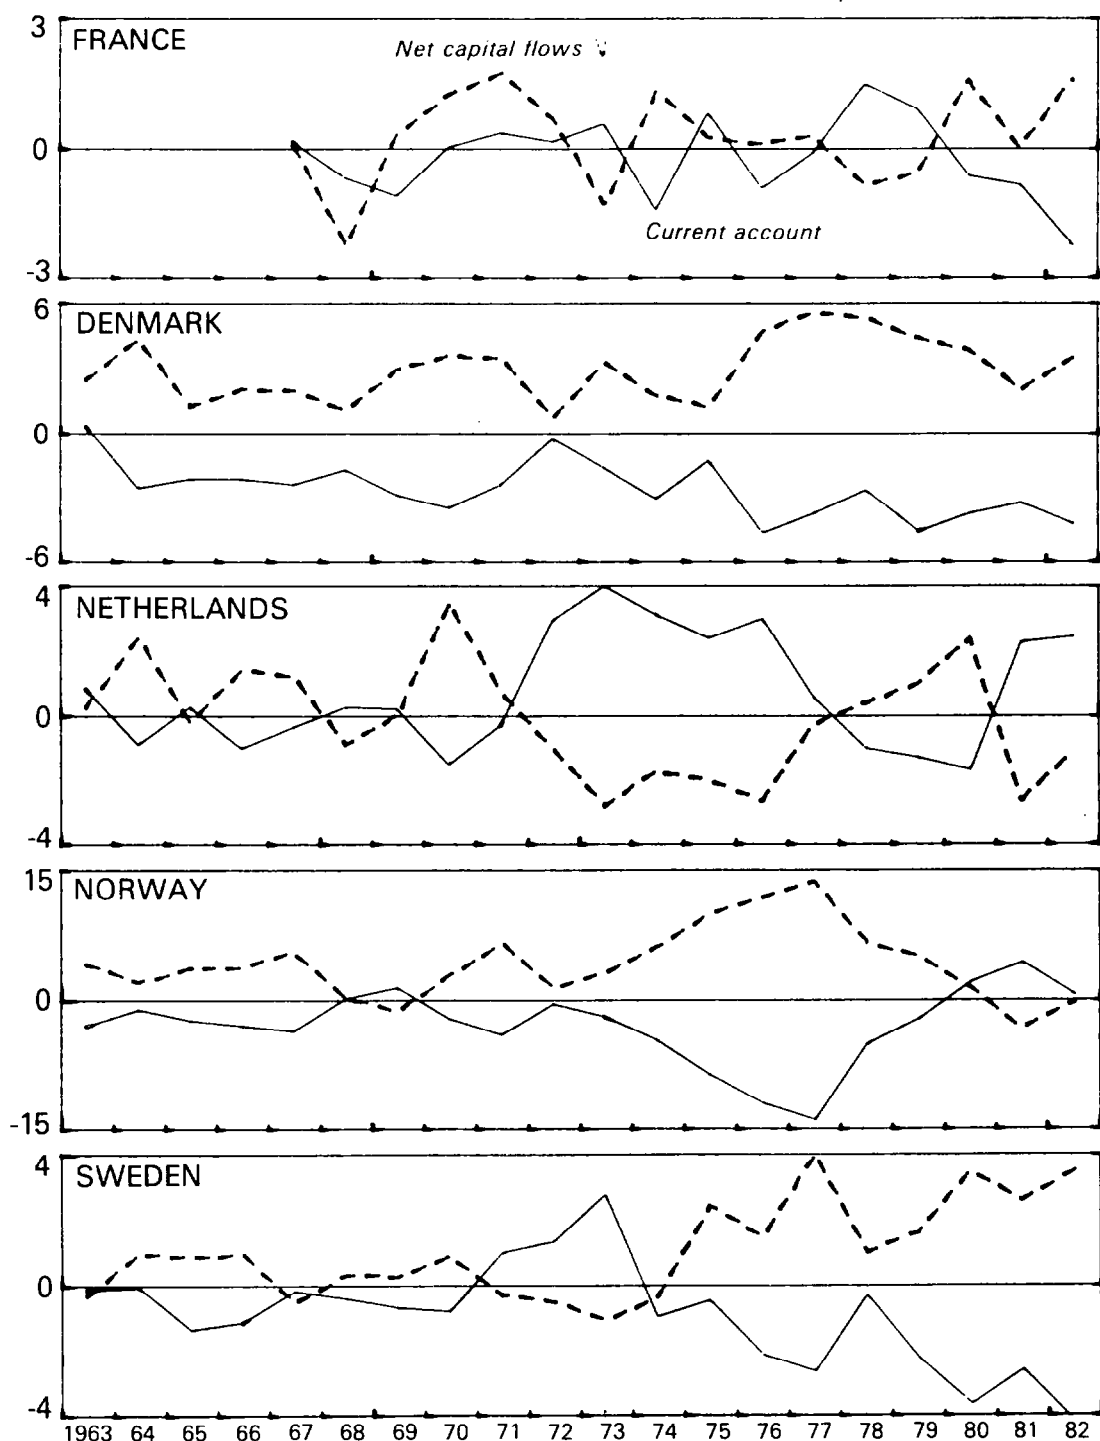 3
FRANCE
Net capital flows
0
Current account
-3
6
DENMARK
0
-6
4
NETHERLANDS
0
-4
15
NORWAY
0
-15
4
SWEDEN
0
-4
1963 64 65 66 67 68 69 70 71 72 73 74 75 76 77 78 79 80 81 82